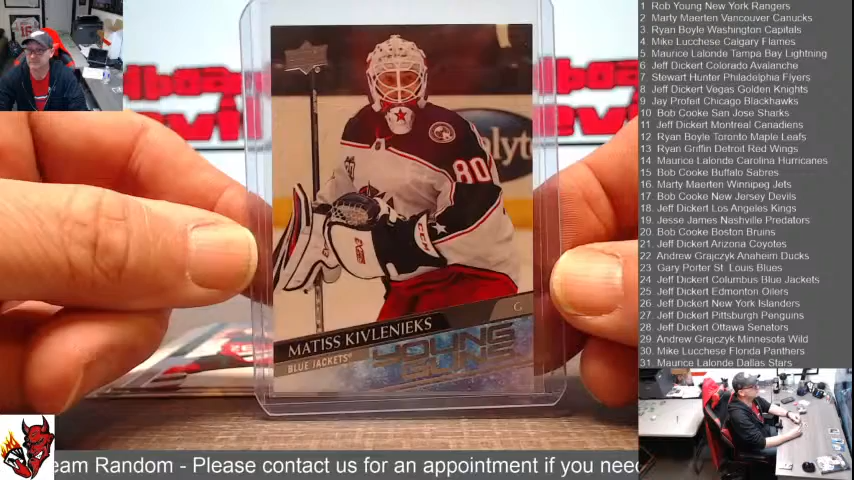 1 Rob Young New York Rangers
2 Marty Maerten Vancouver Canucks
3 Ryan Boyle Washington Capitals
4 Mike Lucchese Calgary Flames
5 Maurice Lalonde Tampa Bay Lightning
6 Jeff Dickert Colorado Avalanche
7 Stewart Hunter Philadelphia Flyers
8 Jeff Dickert Vegas Golden Knights
9 Jay Profeit Chicago Blackhawks
10 Bob Cooke San Jose Sharks
11 Jeff Dickert Montreal Canadiens
12 Ryan Boyle Toronto Maple Leafs
13 Ryan Griffin Detroit Red Wings
14 Maurice Lalonde Carolina Hurricanes
15 Bob Cooke Buffalo Sabres
16 Marty Maerten Winnipeg Jets
17 Bob Cooke New Jersey Devils
18 Jeff Dickert Los Angeles Kings
19 Jesse James Nashville Predators
20 Bob Cooke Boston Bruins
21 Jeff Dickert Arizona Coyotes
22 Andrew Grajczyk Anaheim Ducks
23 Gary Porter St Louis Blues
24 Jeff Dickert Columbus Blue Jackets
25 Jeff Dickert Edmonton Oilers
26 Jeff Dickert New York Islanders
27 Jeff Dickert Pittsburgh Penguins
28 Jeff Dickert Ottawa Senators
29 Andrew Grajczyk Minnesota Wild
30 Mike Lucchese Florida Panthers
31 Maurice Lalonde Dallas Stars
80
CCM
G
MATISS KIVLENIEKS
BLUE JACKETS
YOUNG GUNS
eam Random - Please contact us for an appointment if you need